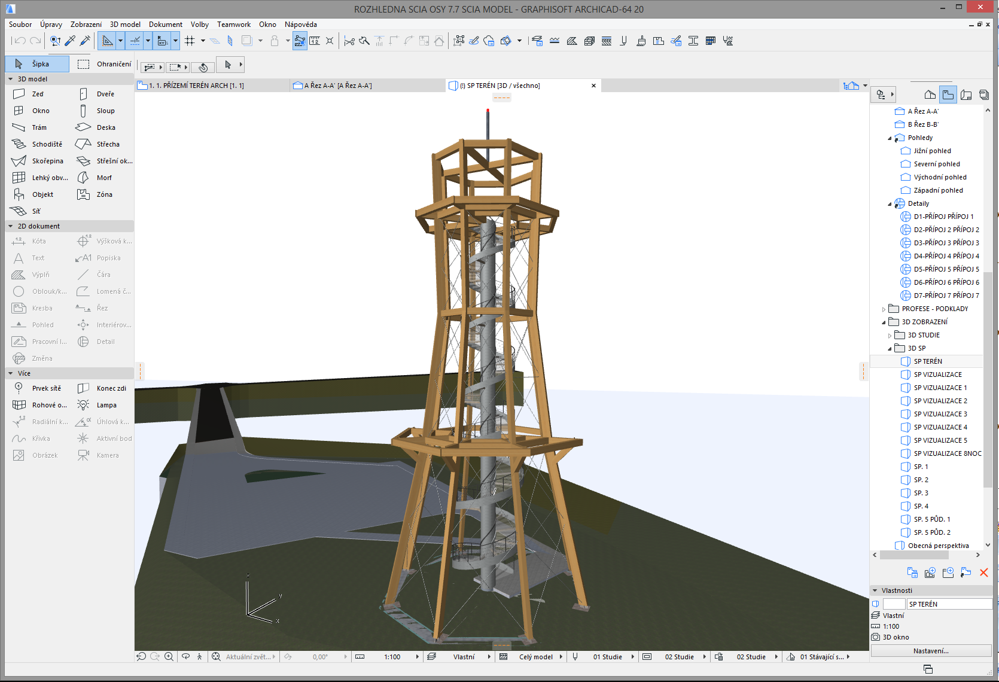 ROZHLEDNA SCIA OSY 7.7 SCIA MODEL - GRAPHISOFT ARCHICAD-64 20
Soubor Úpravy Zobrazení 3D model Dokument Volby Teamwork Okno Nápověda
Šipka Ohraničení
1. 1. PŘÍZEMÍ TERÉN ARCH [1. 1] A Řez A-A' [A Řez A-A'] (!) SP TERÉN [3D / všechno]
3D model
Zeď Dveře
Okno Sloup
Trám Deska
Schodiště Střecha
Skořepina Střešní ok...
Lehký obv... Morf
Objekt Zóna
Síť
2D dokument
Kóta Výšková k...
Text Popiska
Výplň Čára
Oblouk/k... Lomená č...
Kresba Řez
Pohled Interiérov...
Pracovní l... Detail
Změna
Více
Prvek sítě Konec zdi
Rohové o... Lampa
Radiální k... Úhlová k...
Křivka Aktivní bod
Obrázek Kamera
z
y
x
A Řez A-A'
B Řez B-B'
Pohledy
Jižní pohled
Severní pohled
Východní pohled
Západní pohled
Detaily
D1-PŘÍPOJ PŘÍPOJ 1
D2-PŘÍPOJ 2 PŘÍPOJ 2
D3-PŘÍPOJ 3 PŘÍPOJ 3
D4-PŘÍPOJ 4 PŘÍPOJ 4
D5-PŘÍPOJ 5 PŘÍPOJ 5
D6-PŘÍPOJ 6 PŘÍPOJ 6
D7-PŘÍPOJ 7 PŘÍPOJ 7
PROFESE - PODKLADY
3D ZOBRAZENÍ
3D STUDIE
3D SP
SP TERÉN
SP VIZUALIZACE
SP VIZUALIZACE 1
SP VIZUALIZACE 2
SP VIZUALIZACE 3
SP VIZUALIZACE 4
SP VIZUALIZACE 5
SP VIZUALIZACE 8NOC
SP. 1
SP. 2
SP. 3
SP. 4
SP. 5 PŮD. 1
SP. 5 PŮD. 2
Obecná perspektiva
Vlastnosti
SP TERÉN
Vlastní
1:100
3D okno
Nastavení...
Aktuální zvět... 0,00° 1:100 Vlastní Celý model 01 Studie 02 Studie 02 Studie 01 Stávající s...